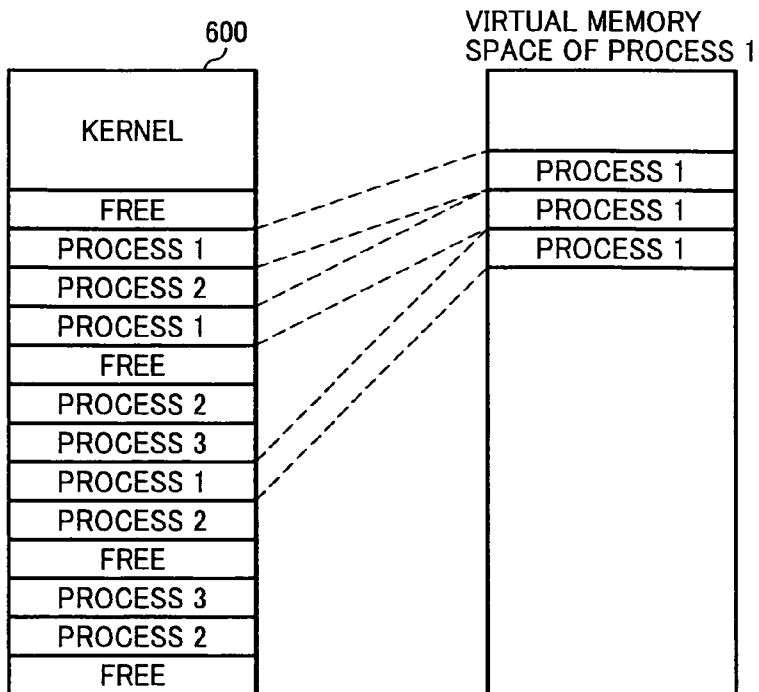 600
KERNEL
FREE
PROCESS 1
PROCESS 2
PROCESS 1
FREE
PROCESS 2
PROCESS 3
PROCESS 1
PROCESS 2
FREE
PROCESS 3
PROCESS 2
FREE
VIRTUAL MEMORY
SPACE OF PROCESS 1
PROCESS 1
PROCESS 1
PROCESS 1